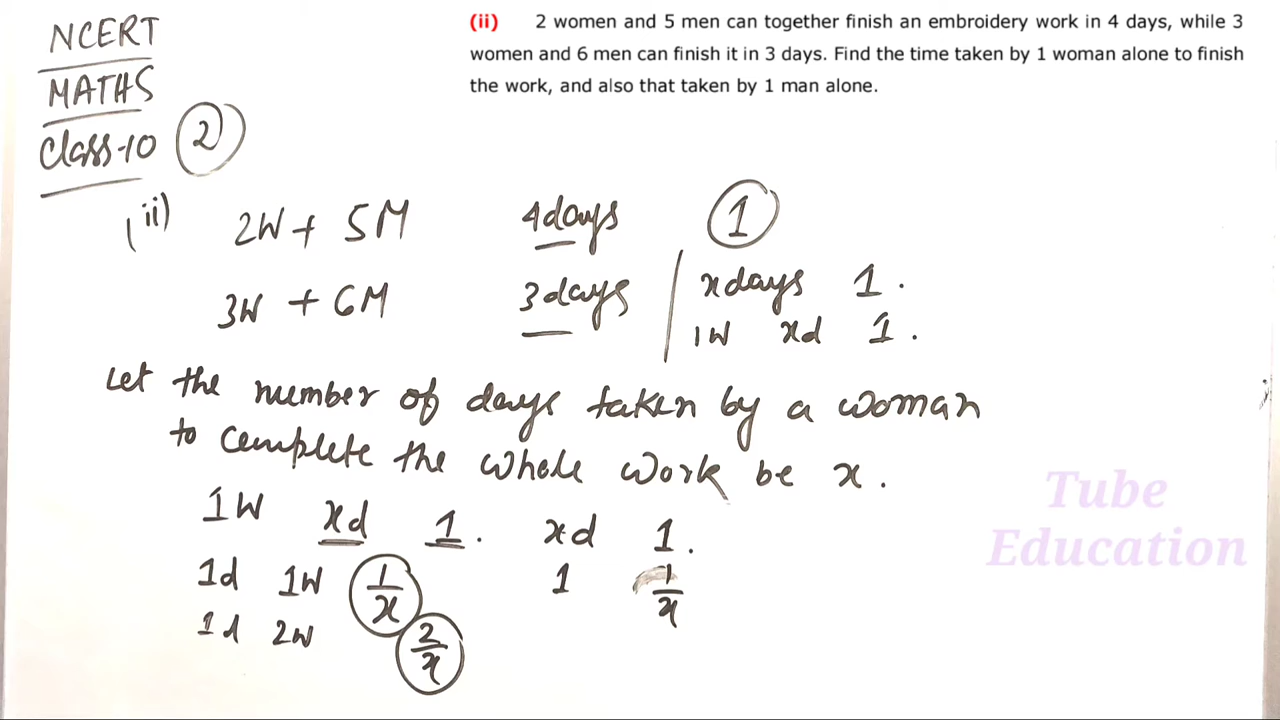 NCERT
MATHS
Class-10 2
(ii) 2 women and 5 men can together finish an embroidery work in 4 days, while 3
women and 6 men can finish it in 3 days. Find the time taken by 1 woman alone to finish
the work, and also that taken by 1 man alone.
(ii) 2W + 5M 4days 1
3W + 6M 3days xdays 1.
1W xd 1.
Let the number of days taken by a woman
to complete the whole work be x.
1W xd 1. xd 1.
1d 1W 1/x 1 1/x
1d 2W 2/x
Tube
Education